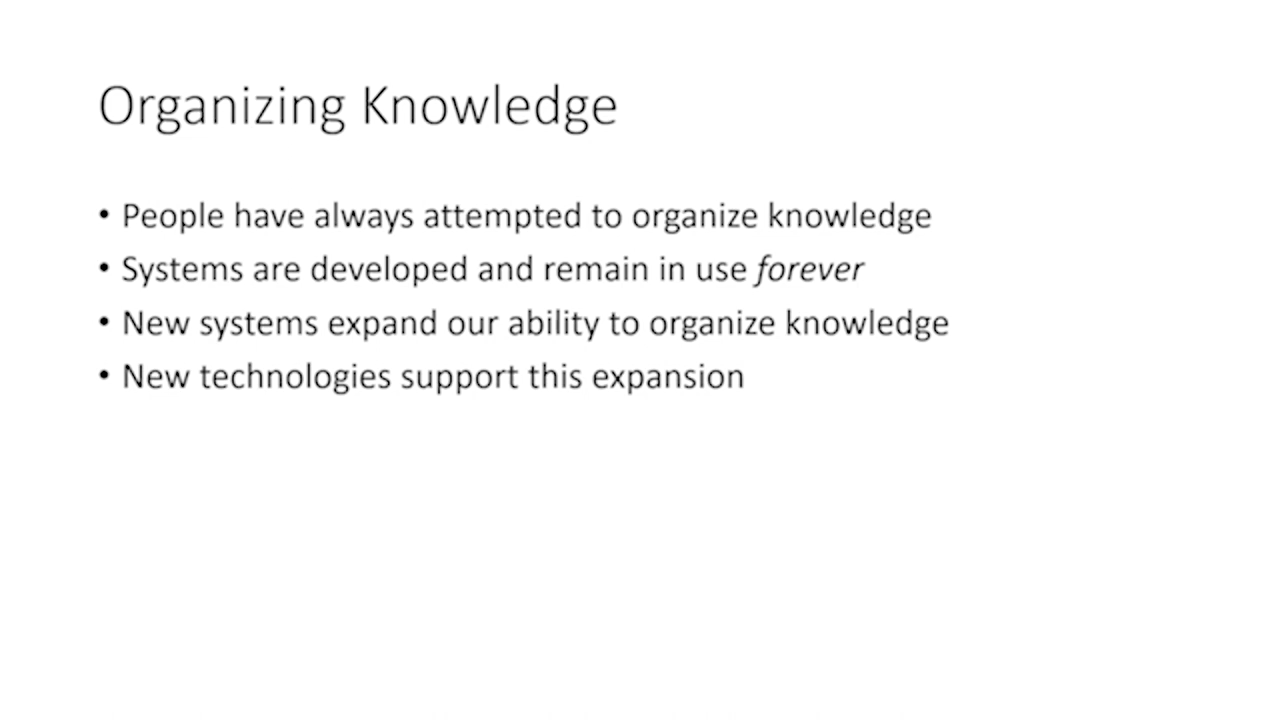 Organizing Knowledge
• People have always attempted to organize knowledge
• Systems are developed and remain in use forever
• New systems expand our ability to organize knowledge
• New technologies support this expansion